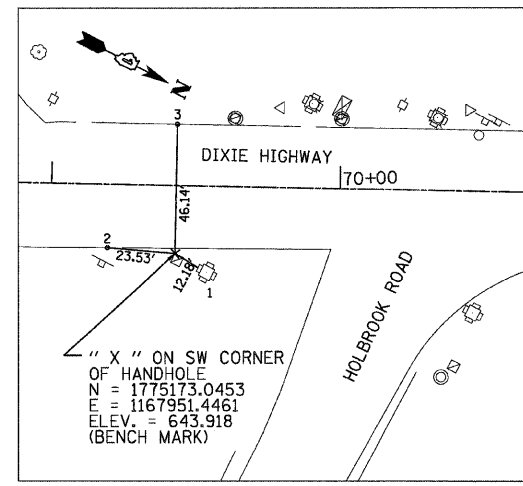 N
3
DIXIE HIGHWAY
70+00
46.14'
2
23.53'
12.18'
1
HOLBROOK ROAD
" X " ON SW CORNER
OF HANDHOLE
N = 1775173.0453
E = 1167951.4461
ELEV. = 643.918
(BENCH MARK)